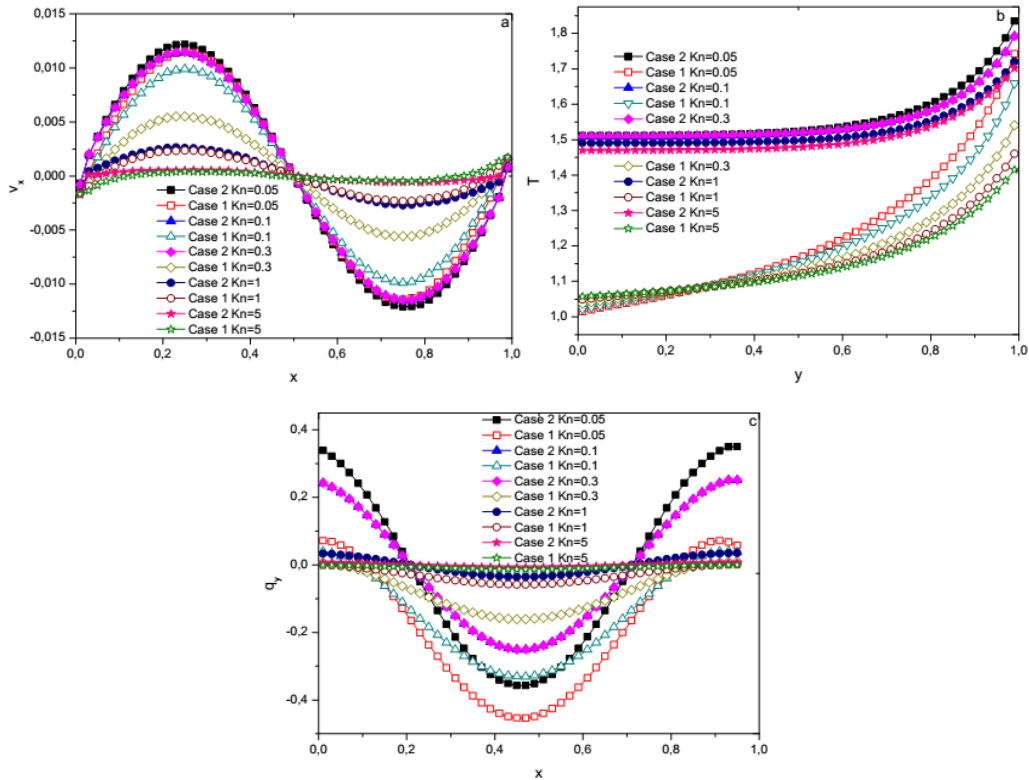 a
0,015
0,010
0,005
0,000
-0,005
-0,010
-0,015
v_x
Case 2 Kn=0.05
Case 1 Kn=0.05
Case 2 Kn=0.1
Case 1 Kn=0.1
Case 2 Kn=0.3
Case 1 Kn=0.3
Case 2 Kn=1
Case 1 Kn=1
Case 2 Kn=5
Case 1 Kn=5
0,0 0,2 0,4 0,6 0,8 1,0
x
b
1,8
1,7
1,6
1,5
1,4
1,3
1,2
1,1
1,0
T
Case 2 Kn=0.05
Case 1 Kn=0.05
Case 2 Kn=0.1
Case 1 Kn=0.1
Case 2 Kn=0.3
Case 1 Kn=0.3
Case 2 Kn=1
Case 1 Kn=1
Case 2 Kn=5
Case 1 Kn=5
0,0 0,2 0,4 0,6 0,8 1,0
y
c
0,4
0,2
0,0
-0,2
-0,4
q_y
Case 2 Kn=0.05
Case 1 Kn=0.05
Case 2 Kn=0.1
Case 1 Kn=0.1
Case 2 Kn=0.3
Case 1 Kn=0.3
Case 2 Kn=1
Case 1 Kn=1
Case 2 Kn=5
Case 1 Kn=5
0,0 0,2 0,4 0,6 0,8 1,0
x